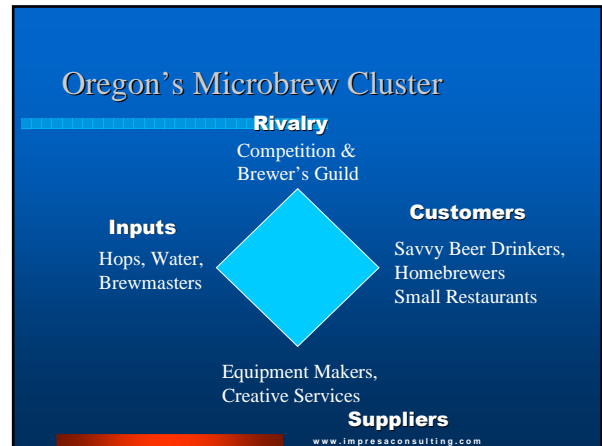 Oregon's Microbrew Cluster
Rivalry
Competition &
Brewer's Guild
Inputs
Hops, Water,
Brewmasters
Customers
Savvy Beer Drinkers,
Homebrewers
Small Restaurants
Equipment Makers,
Creative Services
Suppliers
www.impresaconsulting.com